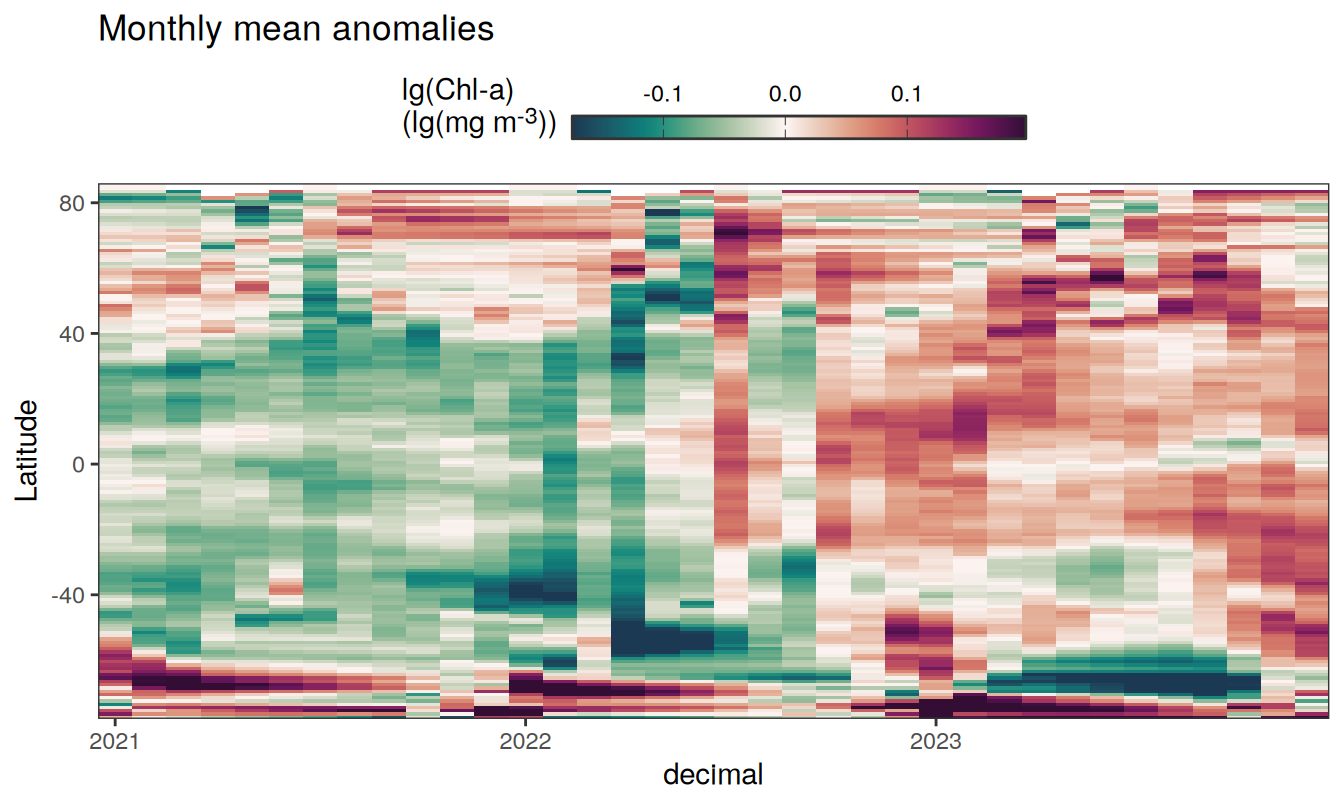 Monthly mean anomalies
lg(Chl-a)
(lg(mg m-3))
-0.1 0.0 0.1
80
40
0
-40
Latitude
2021 2022 2023
decimal